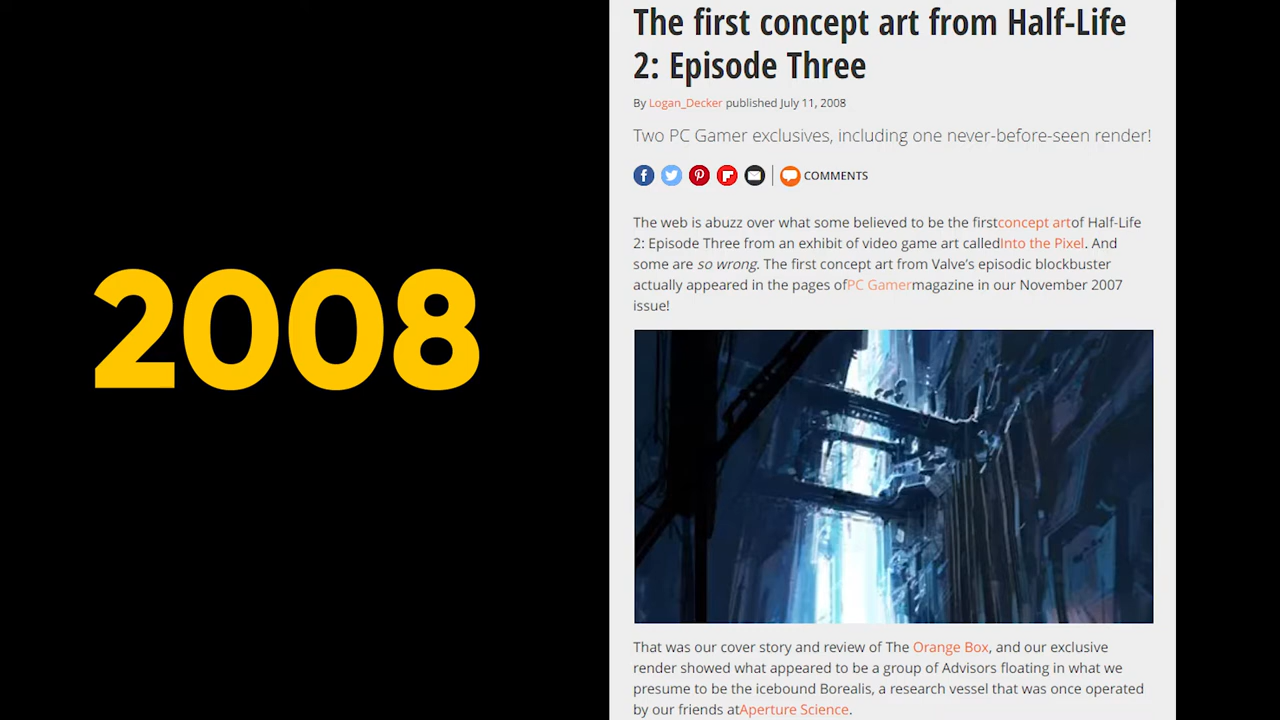 2008
The first concept art from Half-Life
2: Episode Three
By Logan_Decker published July 11, 2008
Two PC Gamer exclusives, including one never-before-seen render!
COMMENTS
The web is abuzz over what some believed to be the firstconcept artof Half-Life
2: Episode Three from an exhibit of video game art calledInto the Pixel. And
some are so wrong. The first concept art from Valve's episodic blockbuster
actually appeared in the pages ofPC Gamermagazine in our November 2007
issue!
That was our cover story and review of The Orange Box, and our exclusive
render showed what appeared to be a group of Advisors floating in what we
presume to be the icebound Borealis, a research vessel that was once operated
by our friends atAperture Science.